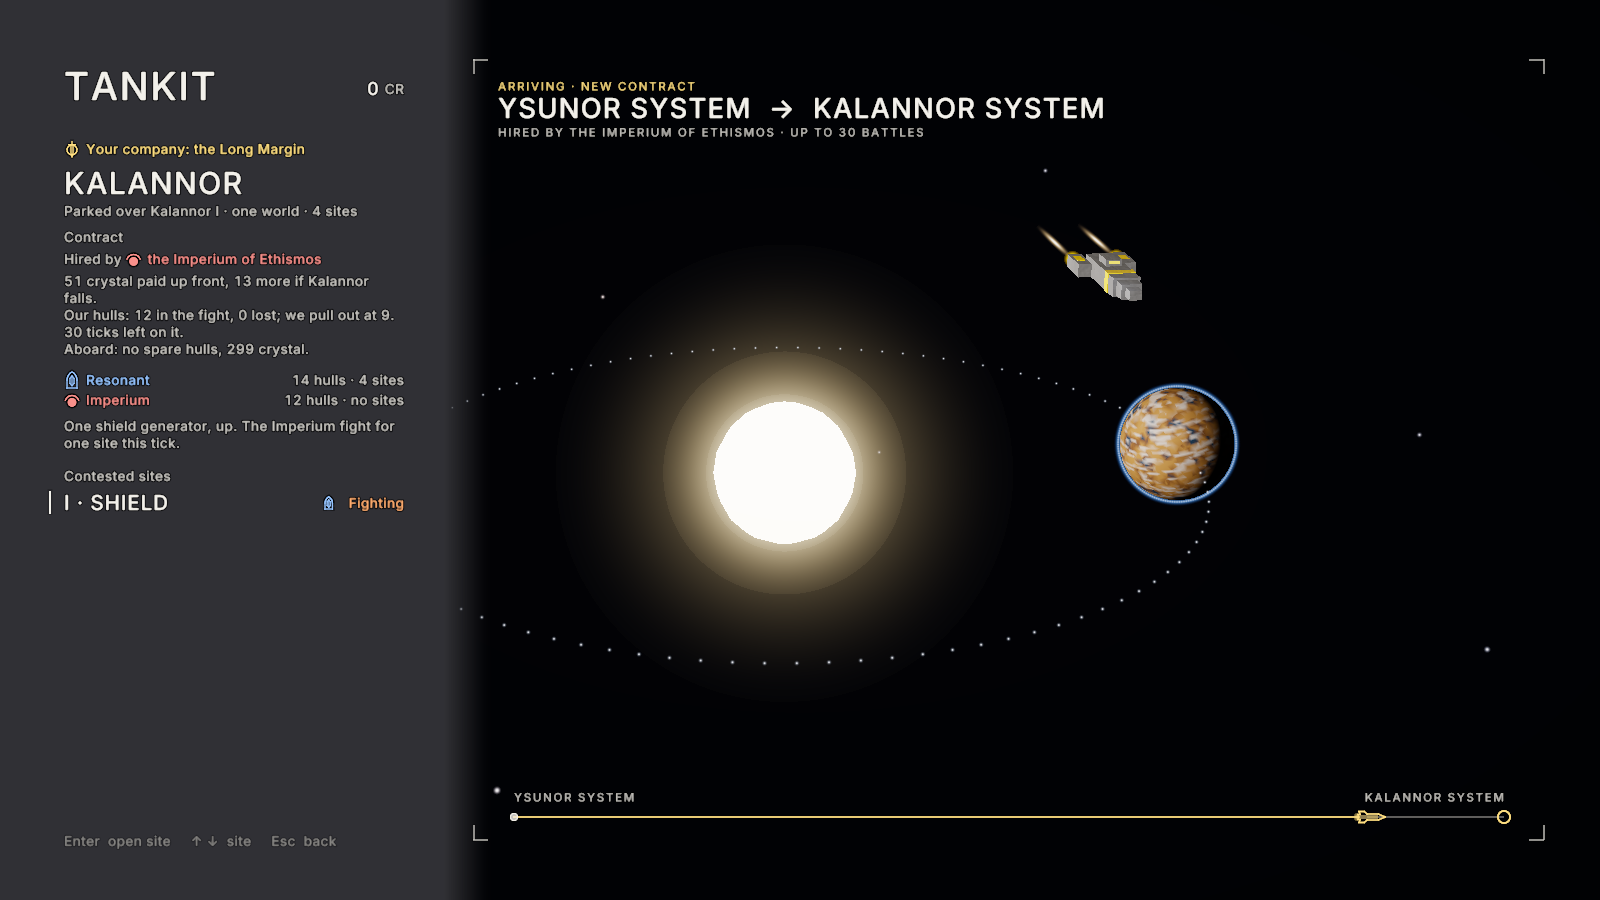 TANKIT
0 CR
Your company: the Long Margin
KALANNOR
Parked over Kalannor I · one world · 4 sites
Contract
Hired by the Imperium of Ethismos
51 crystal paid up front, 13 more if Kalannor
falls.
Our hulls: 12 in the fight, 0 lost; we pull out at 9.
30 ticks left on it.
Aboard: no spare hulls, 299 crystal.
Resonant 14 hulls · 4 sites
Imperium 12 hulls · no sites
One shield generator, up. The Imperium fight for
one site this tick.
Contested sites
I · SHIELD Fighting
Enter open site ↑ ↓ site Esc back
ARRIVING · NEW CONTRACT
YSUNOR SYSTEM → KALANNOR SYSTEM
HIRED BY THE IMPERIUM OF ETHISMOS · UP TO 30 BATTLES
YSUNOR SYSTEM
KALANNOR SYSTEM